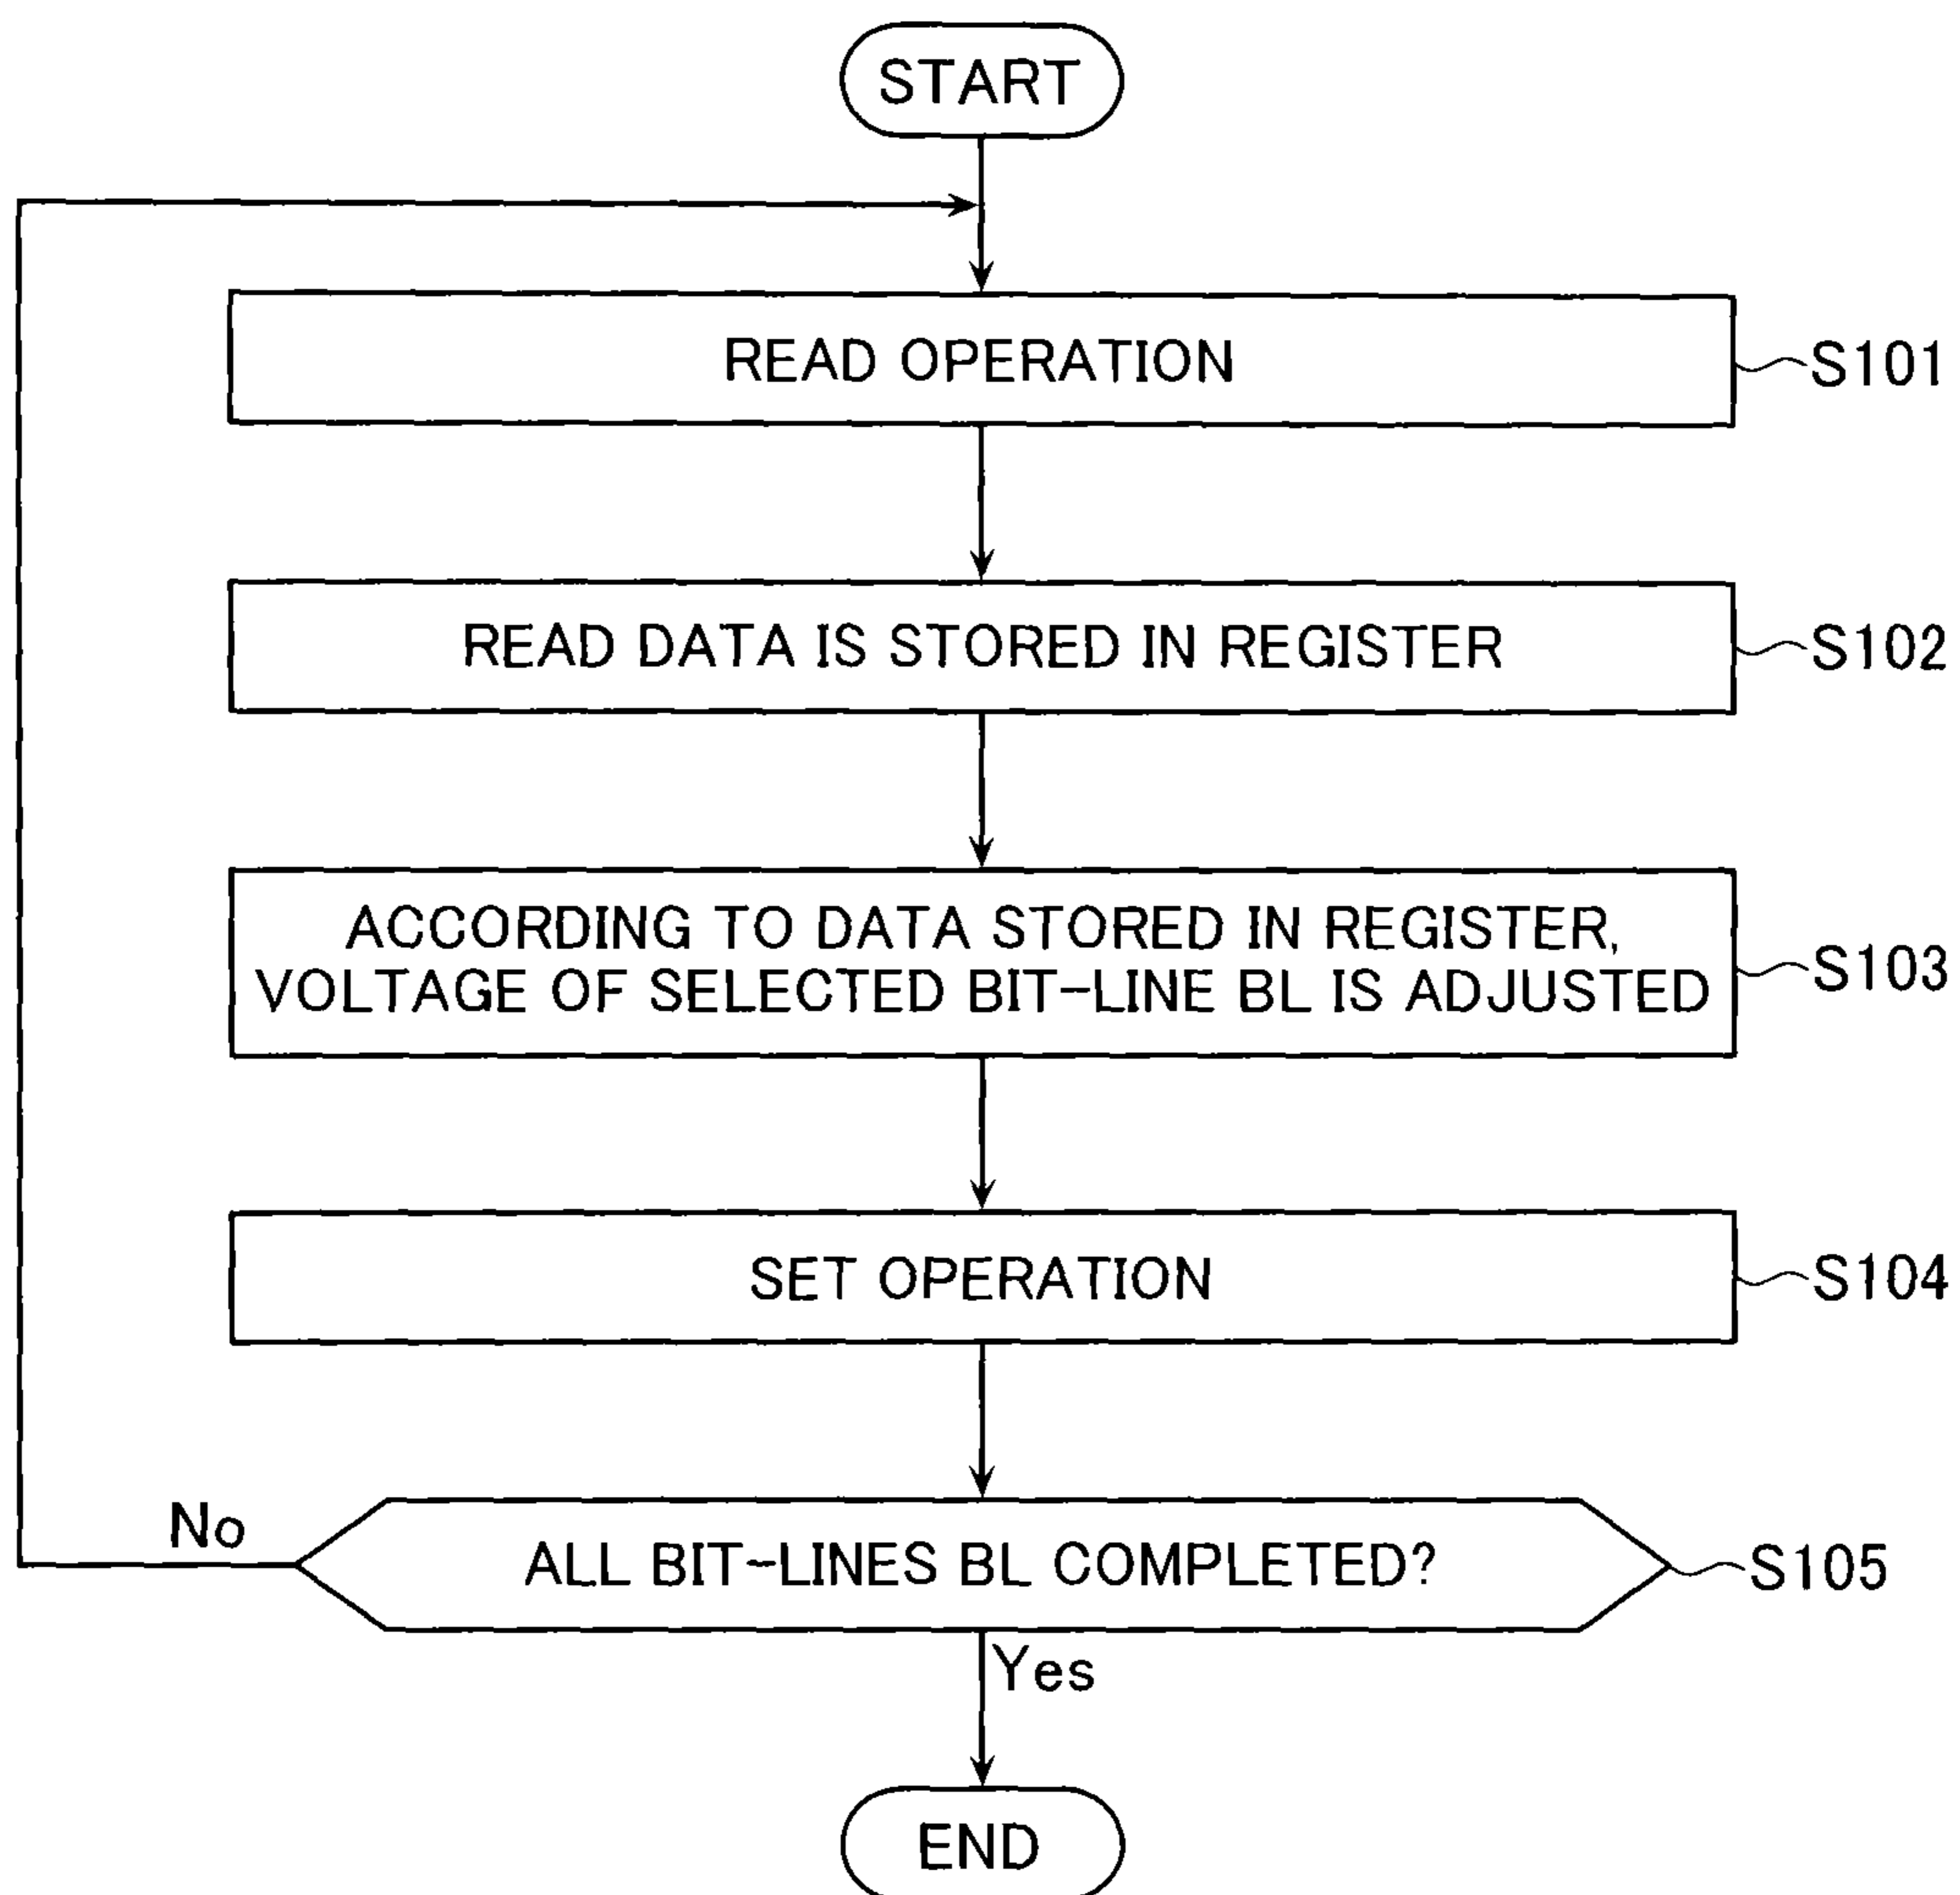 START
READ OPERATION
S101
READ DATA IS STORED IN REGISTER
S102
ACCORDING TO DATA STORED IN REGISTER,
VOLTAGE OF SELECTED BIT-LINE BL IS ADJUSTED
S103
SET OPERATION
S104
No
ALL BIT-LINES BL COMPLETED?
S105
Yes
END